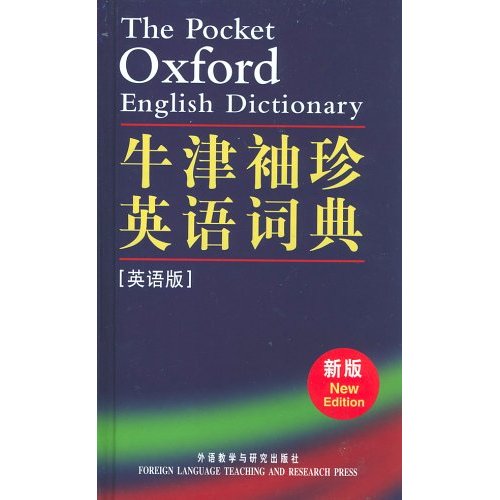 The Pocket
Oxford
English Dictionary
牛津袖珍
英语词典
[英语版]
新版
New
Edition
外语教学与研究出版社
FOREIGN LANGUAGE TEACHING AND RESEARCH PRESS